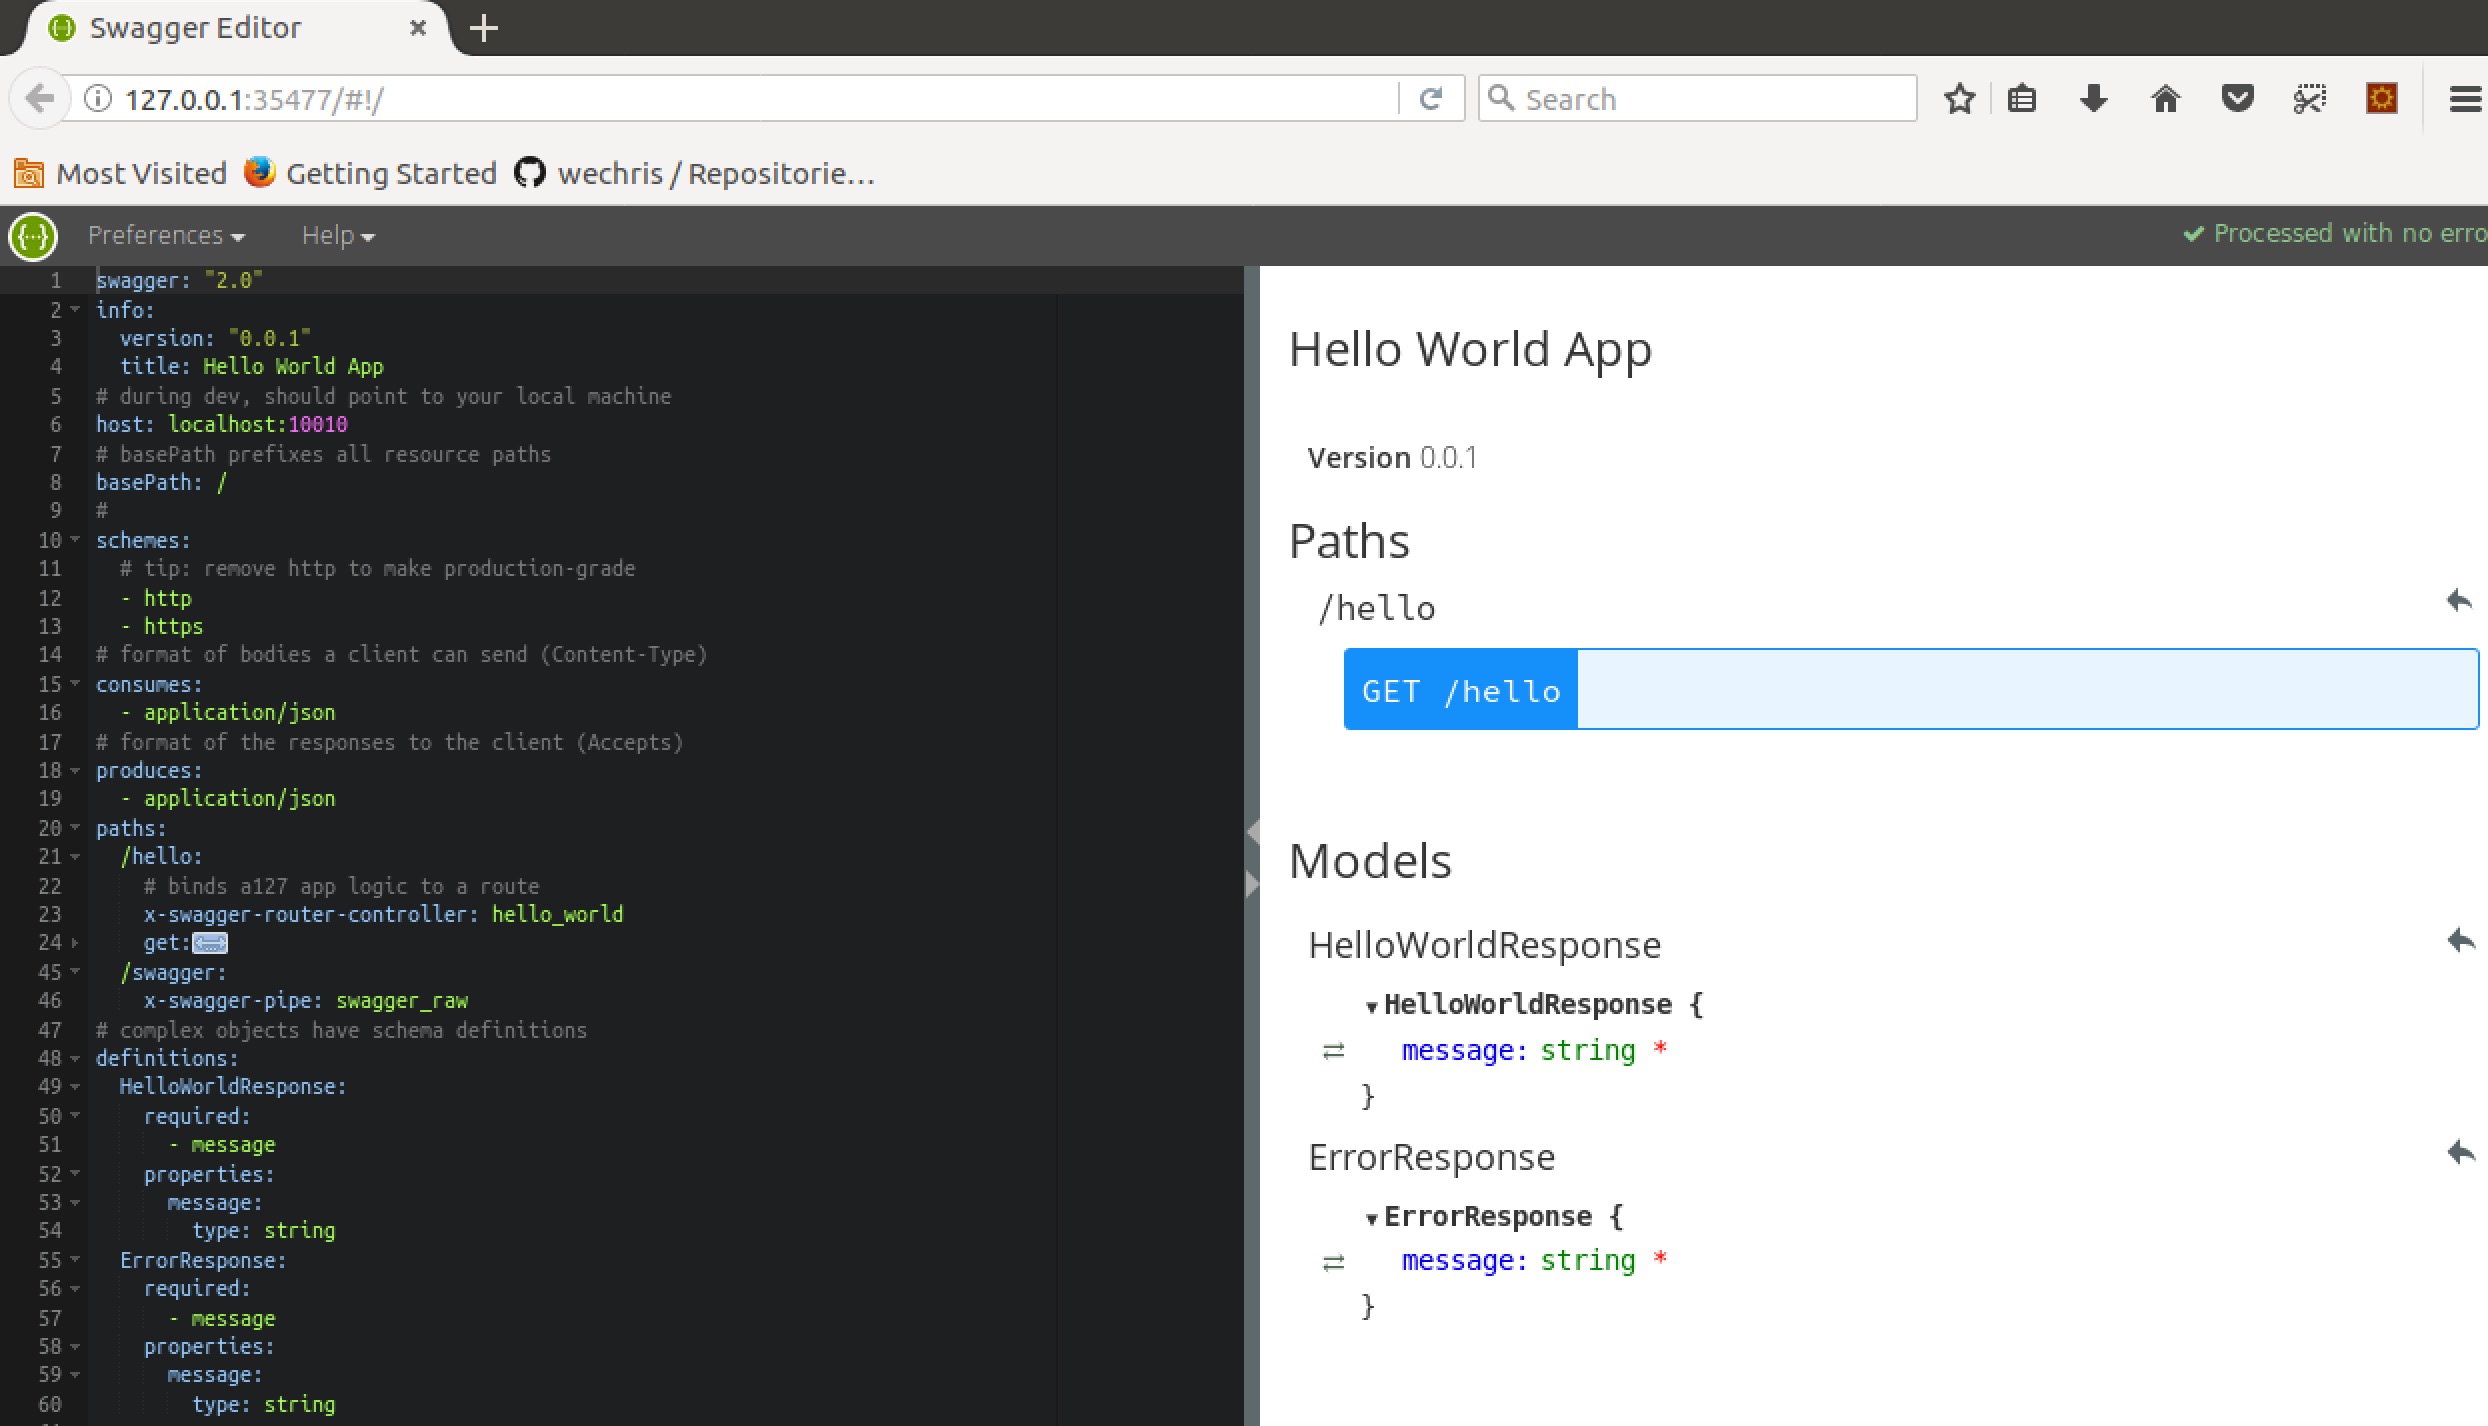 Swagger Editor
127.0.0.1:35477/#!/
Search
Most Visited
Getting Started
wechris / Repositorie...
Preferences
Help
Processed with no erro
1 swagger: "2.0"
2 info:
3 version: "0.0.1"
4 title: Hello World App
5 # during dev, should point to your local machine
6 host: localhost:10010
7 # basePath prefixes all resource paths
8 basePath: /
9 #
10 schemes:
11 # tip: remove http to make production-grade
12 - http
13 - https
14 # format of bodies a client can send (Content-Type)
15 consumes:
16 - application/json
17 # format of the responses to the client (Accepts)
18 produces:
19 - application/json
20 paths:
21 /hello:
22 # binds a127 app logic to a route
23 x-swagger-router-controller: hello_world
24 get:
45 /swagger:
46 x-swagger-pipe: swagger_raw
47 # complex objects have schema definitions
48 definitions:
49 HelloWorldResponse:
50 required:
51 - message
52 properties:
53 message:
54 type: string
55 ErrorResponse:
56 required:
57 - message
58 properties:
59 message:
60 type: string
Hello World App
Version 0.0.1
Paths
/hello
GET /hello
Models
HelloWorldResponse
HelloWorldResponse {
message: string *
}
ErrorResponse
ErrorResponse {
message: string *
}